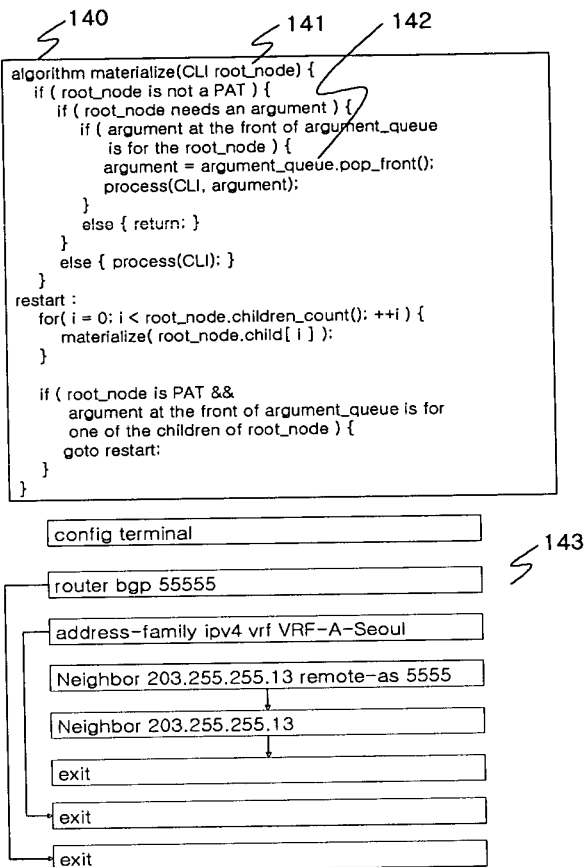 140
141
142
algorithm materialize(CLI root_node) {
if ( root_node is not a PAT ) {
if ( root_node needs an argument ) {
if ( argument at the front of argument_queue
is for the root_node ) {
argument = argument_queue.pop_front();
process(CLI, argument);
}
else { return; }
}
else { process(CLI); }
}
restart :
for( i = 0; i < root_node.children_count(); ++i ) {
materialize( root_node.child[ i ] );
}
if ( root_node is PAT &&
argument at the front of argument_queue is for
one of the children of root_node ) {
goto restart;
}
}
config terminal
143
router bgp 55555
address-family ipv4 vrf VRF-A-Seoul
Neighbor 203.255.255.13 remote-as 5555
Neighbor 203.255.255.13
exit
exit
exit